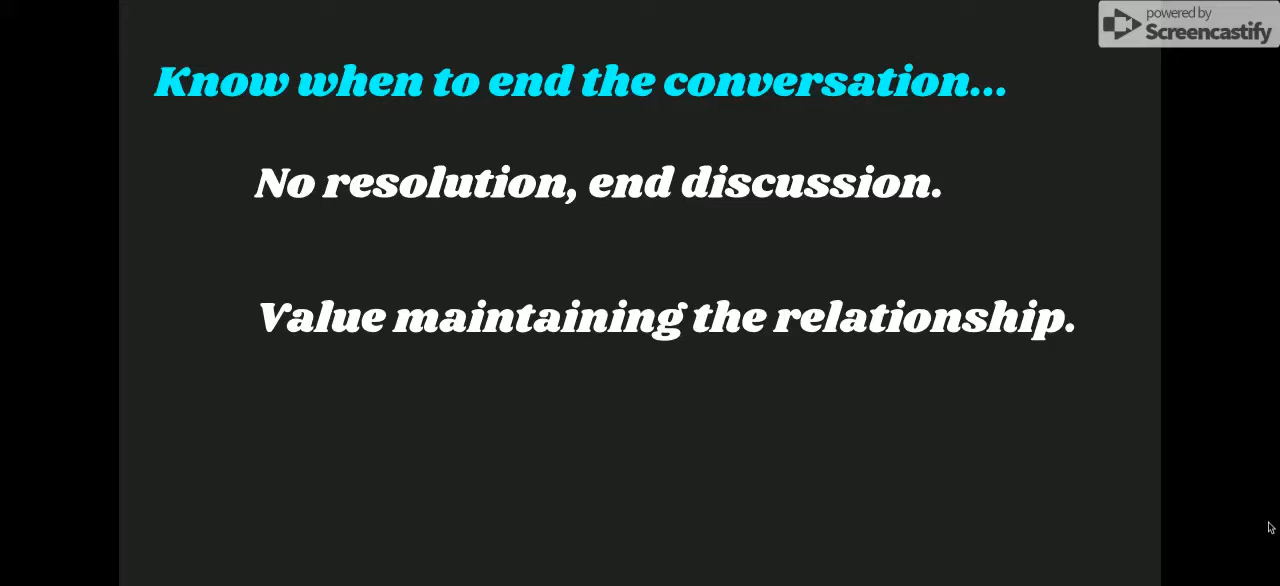 powered by
Screencastify
Know when to end the conversation...
No resolution, end discussion.
Value maintaining the relationship.